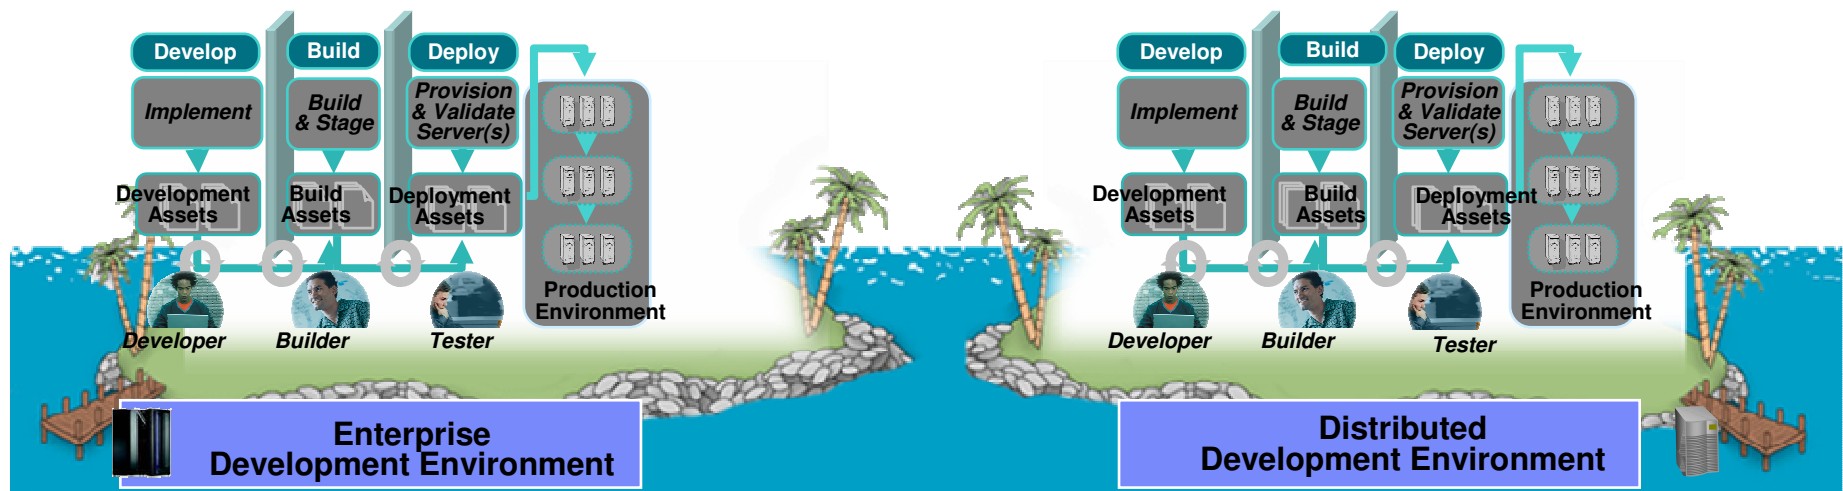 Develop
Build
Deploy
Implement
Build
& Stage
Provision
& Validate
Server(s)
Development
Assets
Build
Assets
Deployment
Assets
Production
Environment
Developer
Builder
Tester
Enterprise
Development Environment
Develop
Build
Deploy
Implement
Build
& Stage
Provision
& Validate
Server(s)
Development
Assets
Build
Assets
Deployment
Assets
Production
Environment
Developer
Builder
Tester
Distributed
Development Environment